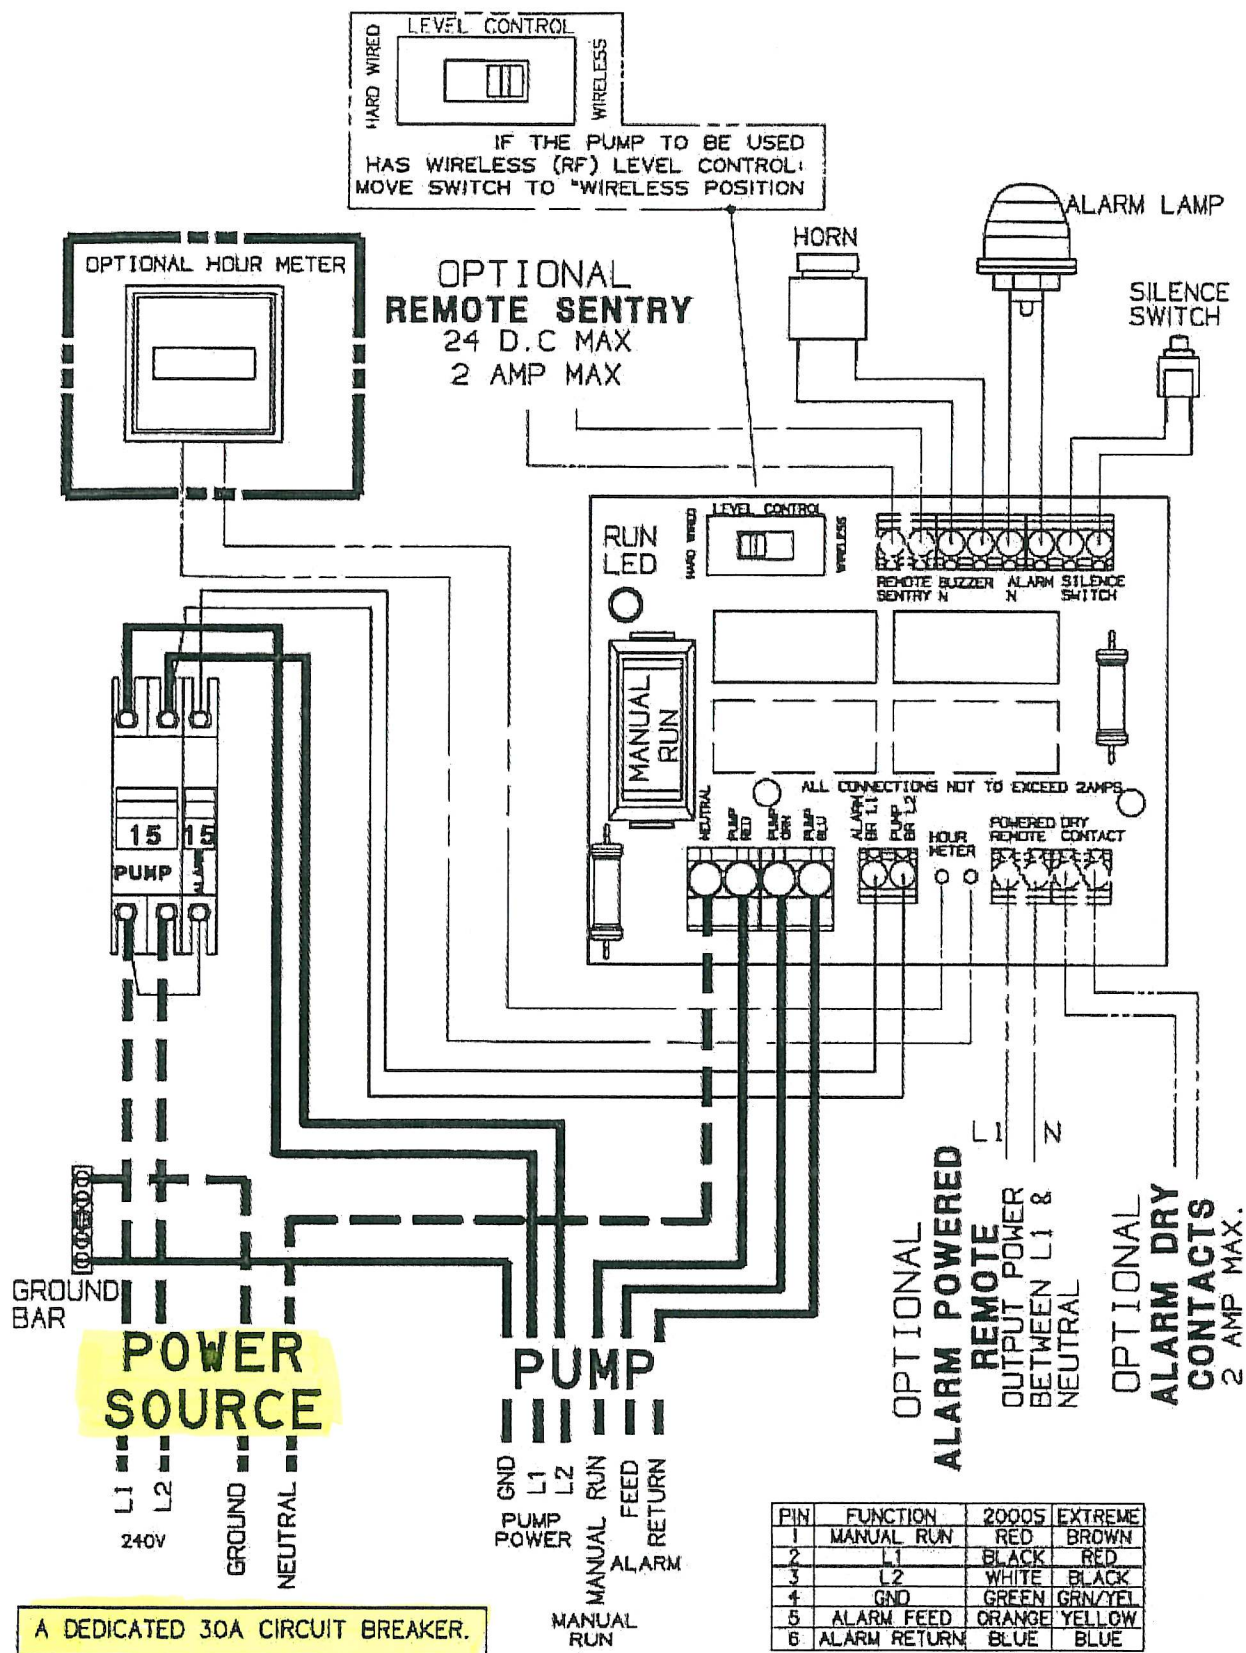 LEVEL CONTROL
HARD WIRED
WIRELESS
IF THE PUMP TO BE USED
HAS WIRELESS (RF) LEVEL CONTROL:
MOVE SWITCH TO "WIRELESS POSITION
ALARM LAMP
HORN
SILENCE
SWITCH
OPTIONAL HOUR METER
OPTIONAL
REMOTE SENTRY
24 D.C MAX
2 AMP MAX
LEVEL CONTROL
HARD WIRED
WIRELESS
RUN
LED
REMOTE BUZZER ALARM SILENCE
SENTRY N N SWITCH
MANUAL
RUN
ALL CONNECTIONS NOT TO EXCEED 2AMPS
15 15
PUMP
ALARM
NEUTRAL
PUMP
RED
PUMP
ORN
PUMP
BLU
ALARM
BR L1
PUMP
BR L2
HOUR
METER
POWERED DRY
REMOTE CONTACT
L1 N
GROUND
BAR
POWER
SOURCE
L1
L2
240V
GROUND
NEUTRAL
PUMP
GND
L1
L2
PUMP
POWER
MANUAL RUN
FEED
RETURN
ALARM
MANUAL
RUN
OPTIONAL
ALARM POWERED
REMOTE
OUTPUT POWER
BETWEEN L1 &
NEUTRAL
OPTIONAL
ALARM DRY
CONTACTS
2 AMP MAX.
PIN FUNCTION 2000S EXTREME
1 MANUAL RUN RED BROWN
2 L1 BLACK RED
3 L2 WHITE BLACK
4 GND GREEN GRN/YEL
5 ALARM FEED ORANGE YELLOW
6 ALARM RETURN BLUE BLUE
A DEDICATED 30A CIRCUIT BREAKER.